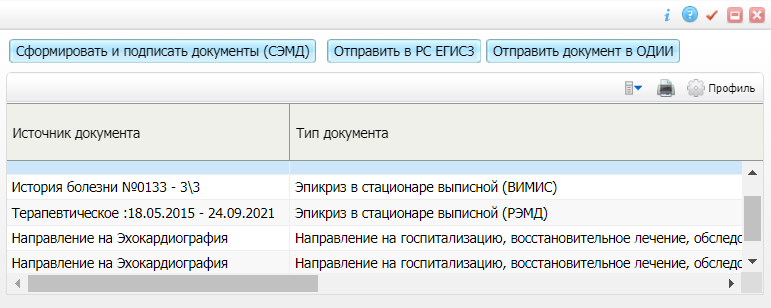 Сформировать и подписать документы (СЭМД) Отправить в РС ЕГИСЗ Отправить документ в ОДИИ
Профиль
Источник документа Тип документа
История болезни №0133 - 3\3 Эпикриз в стационаре выписной (ВИМИС)
Терапевтическое :18.05.2015 - 24.09.2021 Эпикриз в стационаре выписной (РЭМД)
Направление на Эхокардиография Направление на госпитализацию, восстановительное лечение, обследо
Направление на Эхокардиография Направление на госпитализацию, восстановительное лечение, обследо